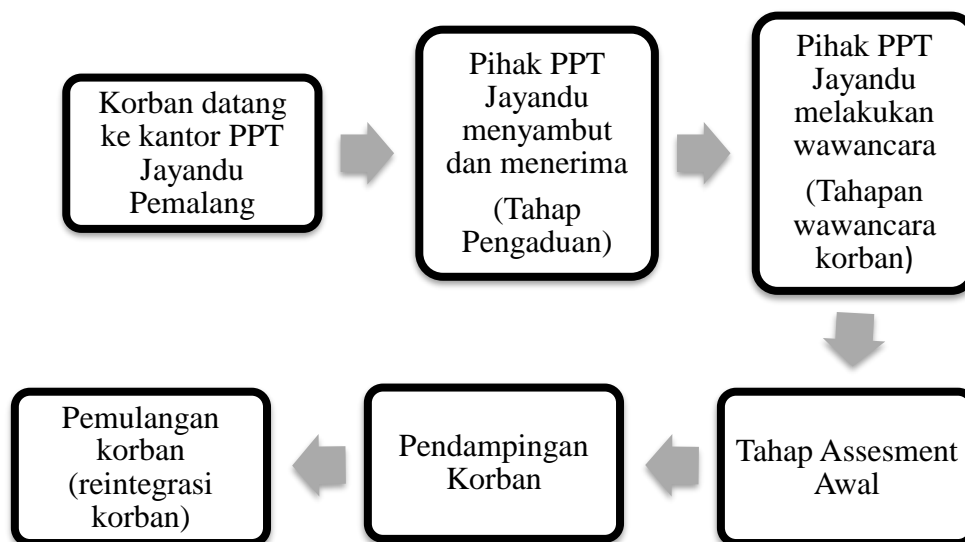 Korban datang
ke kantor PPT
Jayandu
Pemalang
Pihak PPT
Jayandu
menyambut
dan menerima
(Tahap
Pengaduan)
Pihak PPT
Jayandu
melakukan
wawancara
(Tahapan
wawancara
korban)
Tahap Assesment
Awal
Pendampingan
Korban
Pemulangan
korban
(reintegrasi
korban)